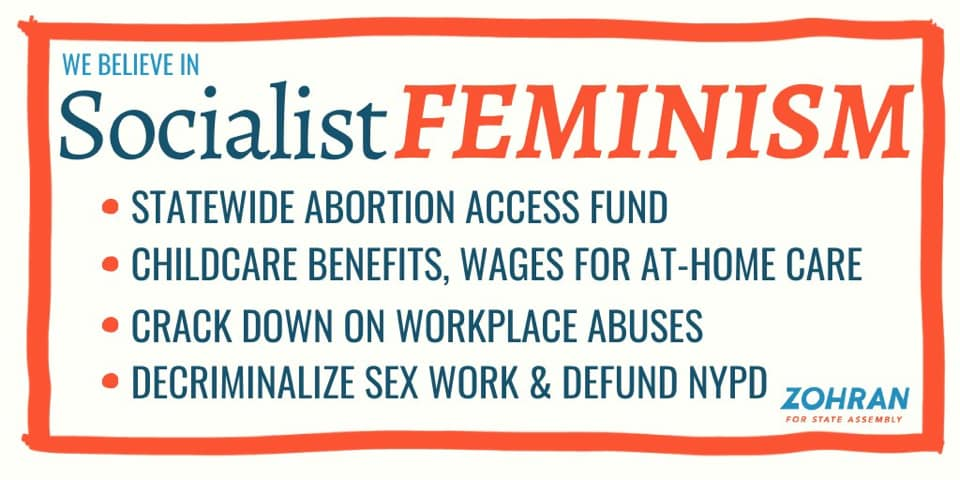 WE BELIEVE IN
Socialist FEMINISM
• STATEWIDE ABORTION ACCESS FUND
• CHILDCARE BENEFITS, WAGES FOR AT-HOME CARE
• CRACK DOWN ON WORKPLACE ABUSES
• DECRIMINALIZE SEX WORK & DEFUND NYPD
ZOHRAN
FOR STATE ASSEMBLY